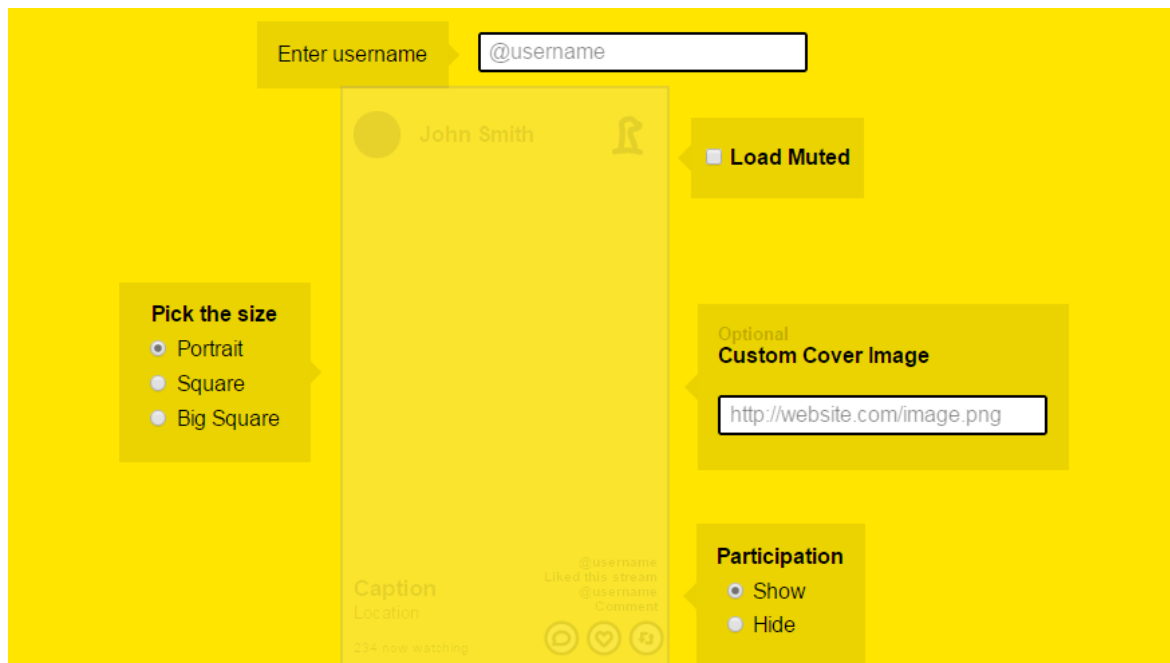 Enter username
@username
John Smith
Load Muted
Pick the size
Portrait
Square
Big Square
Optional
Custom Cover Image
http://website.com/image.png
@username
Liked this stream
@username
Comment
Caption
Location
234 now watching
Participation
Show
Hide